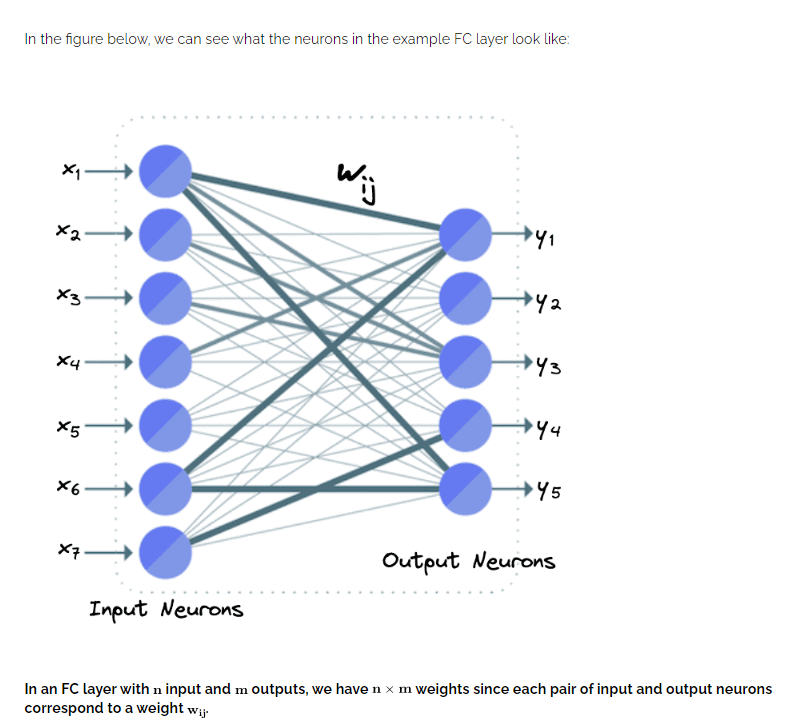 In the figure below, we can see what the neurons in the example FC layer look like:
x1
wij
x2
y1
x3
y2
x4
y3
x5
y4
x6
y5
x7
Output Neurons
Input Neurons
In an FC layer with n input and m outputs, we have n × m weights since each pair of input and output neurons
correspond to a weight wij.